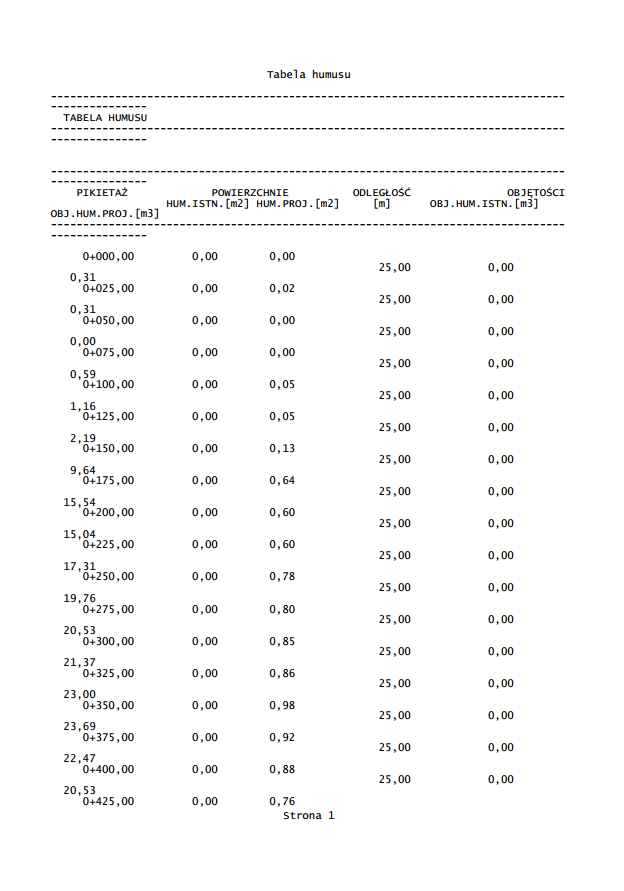 Tabela humusu
--------------------------------------------------------------------------------
---------------
TABELA HUMUSU
--------------------------------------------------------------------------------
---------------
--------------------------------------------------------------------------------
---------------
PIKIETAŻ POWIERZCHNIE ODLEGŁOŚĆ OBJĘTOŚCI
HUM.ISTN.[m2] HUM.PROJ.[m2] [m] OBJ.HUM.ISTN.[m3]
OBJ.HUM.PROJ.[m3]
--------------------------------------------------------------------------------
---------------
0+000,00 0,00 0,00
25,00 0,00
0,31
0+025,00 0,00 0,02
25,00 0,00
0,31
0+050,00 0,00 0,00
25,00 0,00
0,00
0+075,00 0,00 0,00
25,00 0,00
0,59
0+100,00 0,00 0,05
25,00 0,00
1,16
0+125,00 0,00 0,05
25,00 0,00
2,19
0+150,00 0,00 0,13
25,00 0,00
9,64
0+175,00 0,00 0,64
25,00 0,00
15,54
0+200,00 0,00 0,60
25,00 0,00
15,04
0+225,00 0,00 0,60
25,00 0,00
17,31
0+250,00 0,00 0,78
25,00 0,00
19,76
0+275,00 0,00 0,80
25,00 0,00
20,53
0+300,00 0,00 0,85
25,00 0,00
21,37
0+325,00 0,00 0,86
25,00 0,00
23,00
0+350,00 0,00 0,98
25,00 0,00
23,69
0+375,00 0,00 0,92
25,00 0,00
22,47
0+400,00 0,00 0,88
25,00 0,00
20,53
0+425,00 0,00 0,76
Strona 1